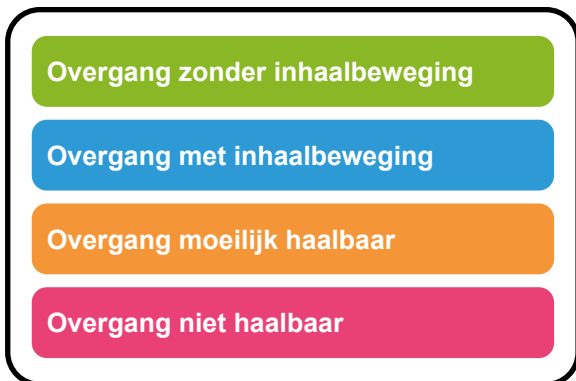 Overgang zonder inhaalbeweging
Overgang met inhaalbeweging
Overgang moeilijk haalbaar
Overgang niet haalbaar